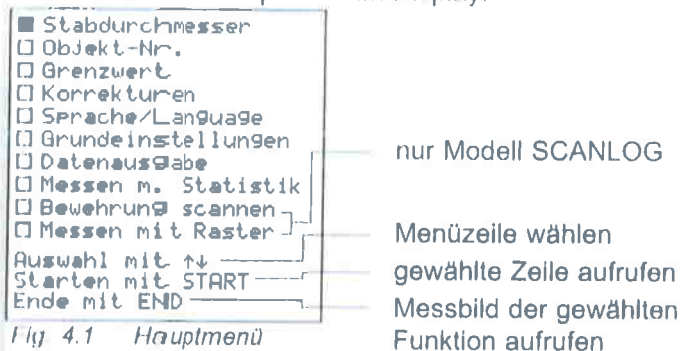 ■ Stabdurchmesser
[] Objekt-Nr.
[] Grenzwert
[] Korrekturen
[] Sprache/Language
[] Grundeinstellungen
[] Datenausgabe
[] Messen m. Statistik
[] Bewehrung scannen
[] Messen mit Raster
nur Modell SCANLOG
Auswahl mit ↑↓
Menüzeile wählen
Starten mit START
gewählte Zeile aufrufen
Ende mit END
Messbild der gewählten
Funktion aufrufen
Fig 4.1 Hauptmenü